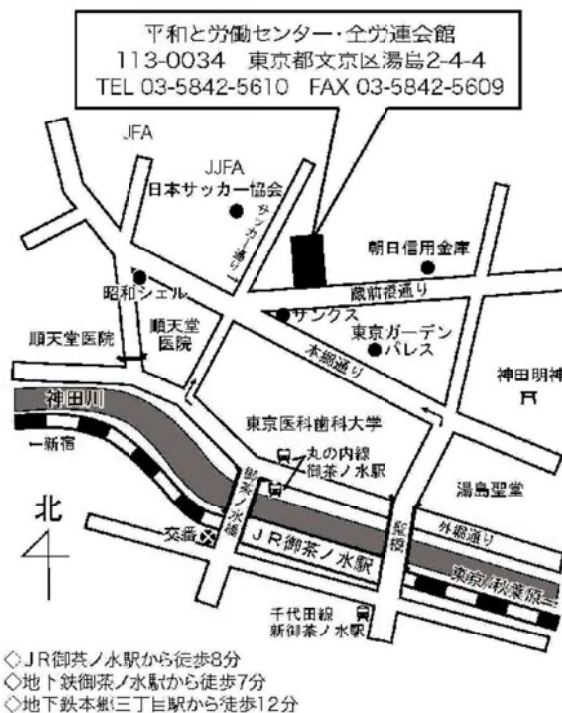 平和と労働センター・全労連会館
113-0034 東京都文京区湯島2-4-4
TEL 03-5842-5610 FAX 03-5842-5609
JFA
JJFA
日本サッカー協会
サッカー通り→
朝日信用金庫
昭和シェル
蔵前橋通り
サンクス
順天堂医院
順天堂
医院
東京ガーデン
パレス
本郷通り
神田明神
神田川
東京医科歯科大学
←新宿
丸の内線
御茶ノ水駅
湯島聖堂
北
御茶ノ水橋
聖橋
外堀通り
交番
JR御茶ノ水駅
東京/秋葉原→
千代田線
新御茶ノ水駅
◇JR御茶ノ水駅から徒歩8分
◇地下鉄御茶ノ水駅から徒歩7分
◇地下鉄本郷三丁目駅から徒歩12分